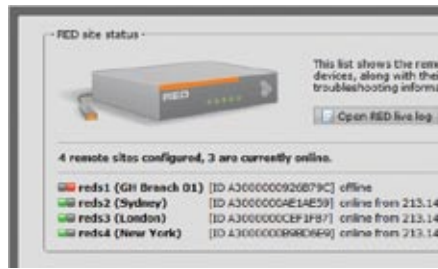 RED site status
This list shows the rem
devices, along with thei
troubleshooting informa
RED
Open RED live log
4 remote sites configured, 3 are currently online.
reds1 (GH Branch 01) [ID A3000000926B79C] offline
reds2 (Sydney) [ID A3000000AE1AE59] online from 213.14
reds3 (London) [ID A3000000CEF1F87] online from 213.14
reds4 (New York) [ID A3000000B9BD6E9] online from 213.14